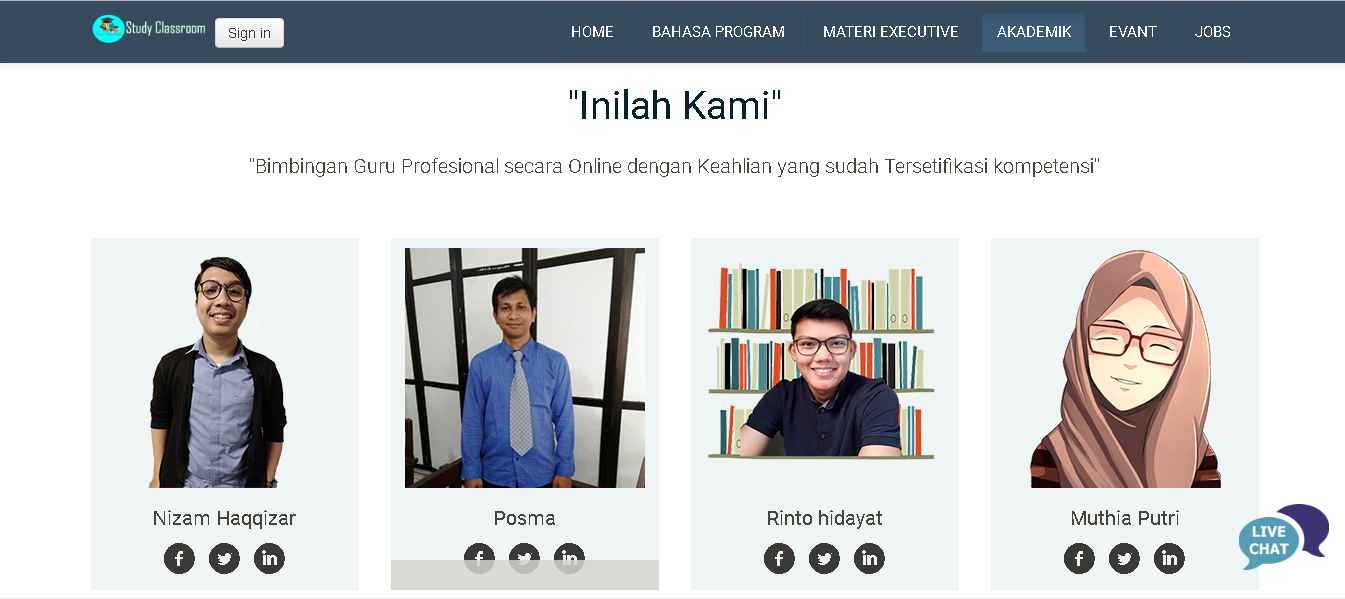 Study Classroom
Sign in
HOME
BAHASA PROGRAM
MATERI EXECUTIVE
AKADEMIK
EVANT
JOBS
"Inilah Kami"
"Bimbingan Guru Profesional secara Online dengan Keahlian yang sudah Tersetifikasi kompetensi"
Nizam Haqqizar
Posma
Rinto hidayat
Muthia Putri
LIVE
CHAT